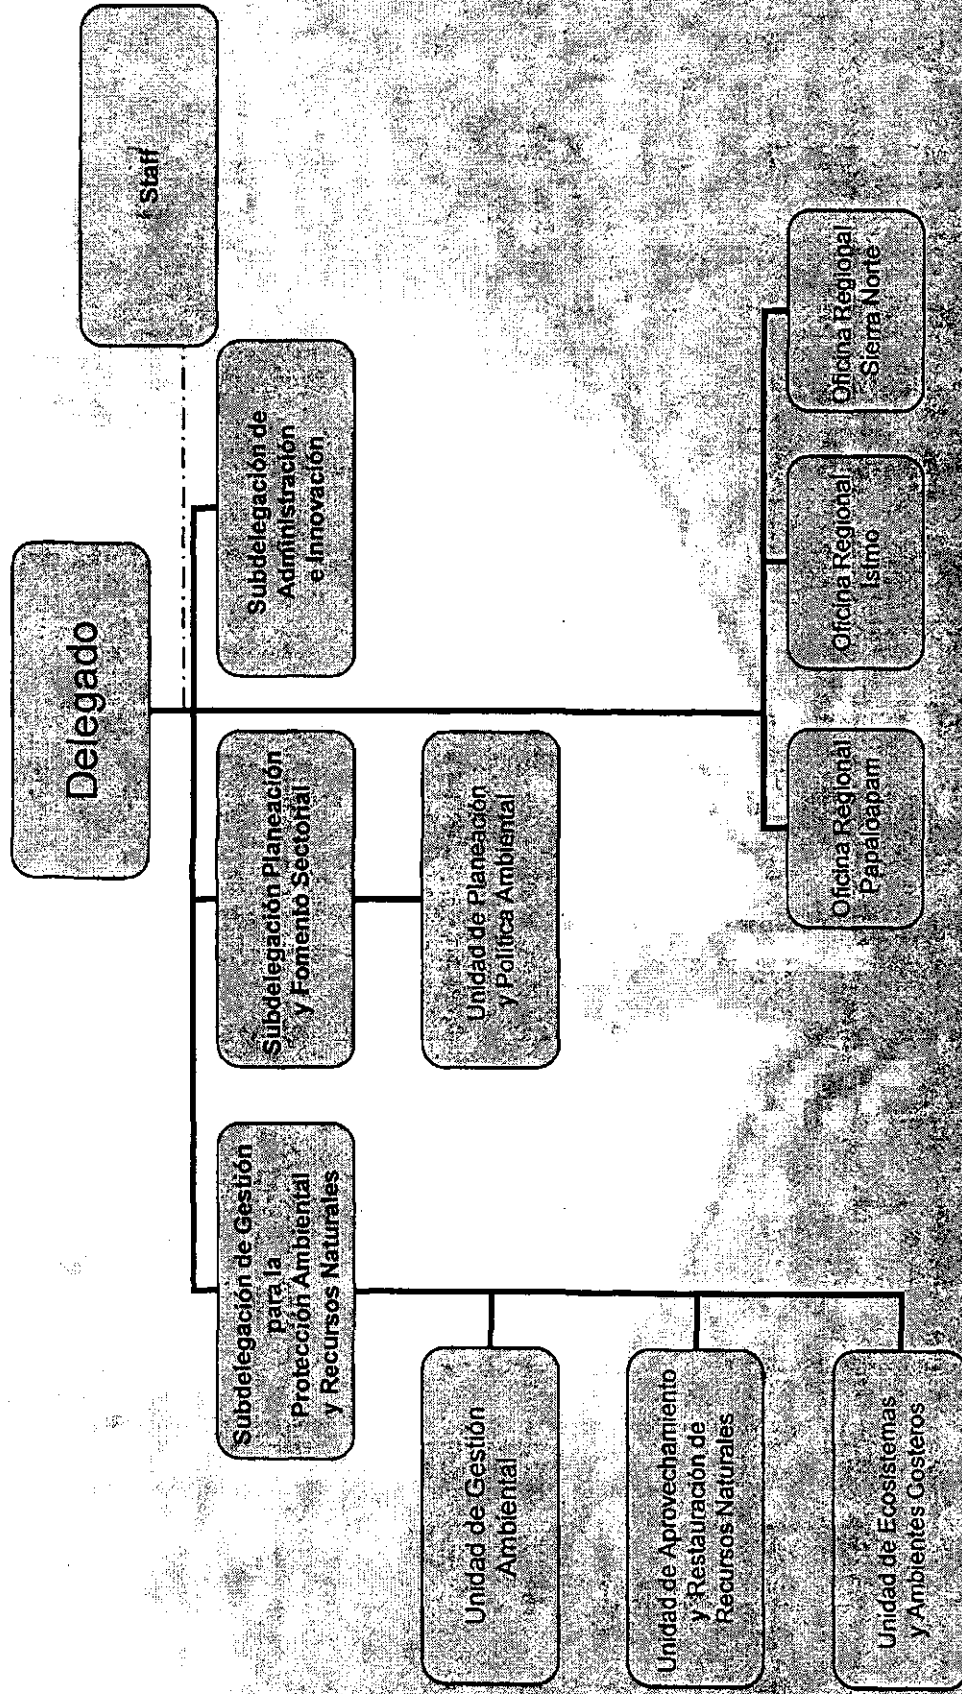 Delegado
Staff
Subdelegación de Gestión
para la
Protección Ambiental
y Recursos Naturales
Subdelegación Planeación
y Fomento Sectorial
Subdelegación de
Administración
e Innovación
Unidad de Gestión
Ambiental
Unidad de Planeación
y Política Ambiental
Unidad de Aprovechamiento
y Restauración de
Recursos Naturales
Unidad de Ecosistemas
y Ambientes Costeros
Oficina Regional
Papaloapam
Oficina Regional
Istmo
Oficina Regional
Sierra Norte